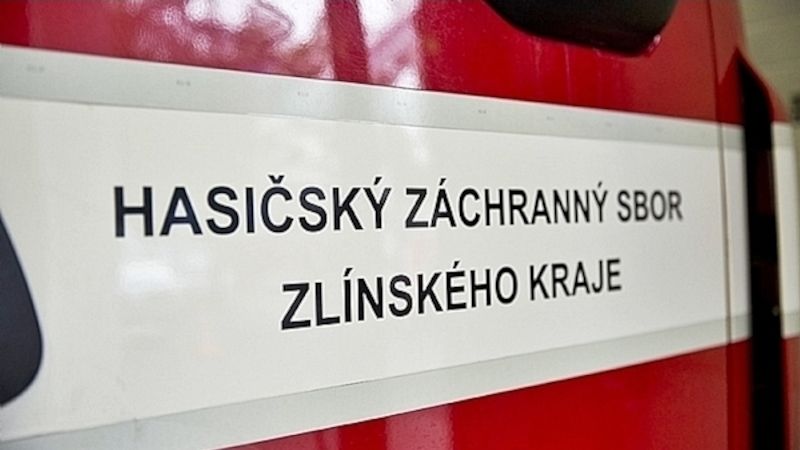 HASIČSKÝ ZÁCHRANNÝ SBOR
ZLÍNSKÉHO KRAJE